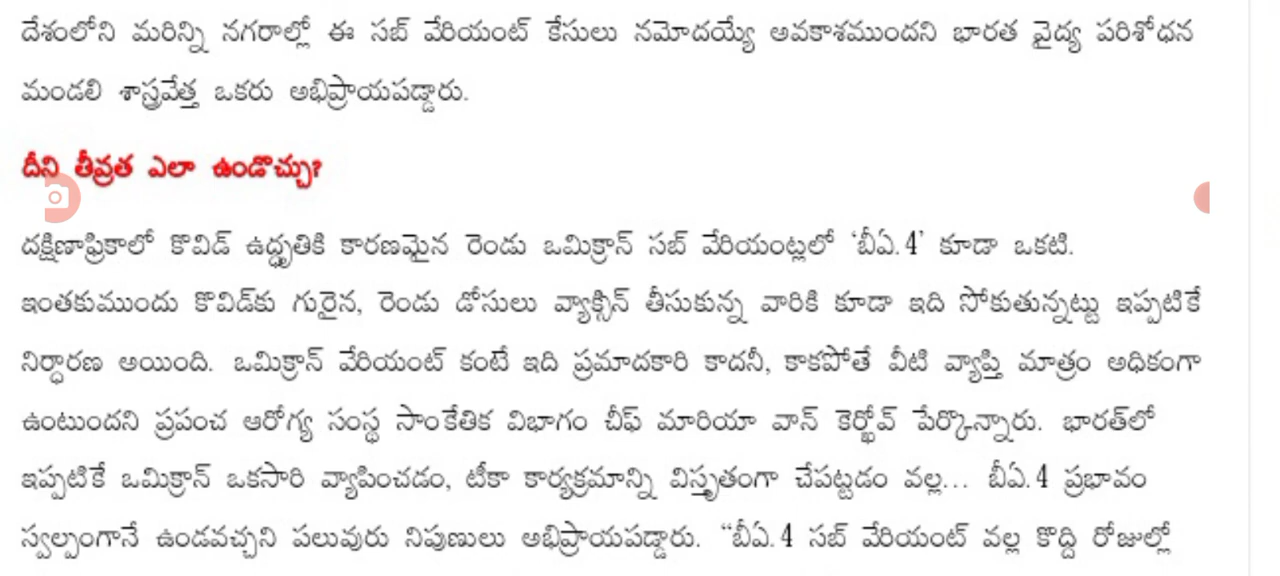 దేశంలోని మరిన్ని నగరాల్లో ఈ సబ్ వేరియంట్ కేసులు నమోదయ్యే అవకాశముందని భారత వైద్య పరిశోధన
మండలి శాస్త్రవేత్త ఒకరు అభిప్రాయపడ్డారు.
దీని తీవ్రత ఎలా ఉండొచ్చు?
దక్షిణాఫ్రికాలో కొవిడ్ ఉద్ధృతికి కారణమైన రెండు ఒమిక్రాన్ సబ్ వేరియంట్లలో ‘బీఏ.4’ కూడా ఒకటి.
ఇంతకుముందు కొవిడ్‌కు గురైన, రెండు డోసులు వ్యాక్సిన్ తీసుకున్న వారికి కూడా ఇది సోకుతున్నట్టు ఇప్పటికే
నిర్ధారణ అయింది. ఒమిక్రాన్ వేరియంట్ కంటే ఇది ప్రమాదకారి కాదనీ, కాకపోతే వీటి వ్యాప్తి మాత్రం అధికంగా
ఉంటుందని ప్రపంచ ఆరోగ్య సంస్థ సాంకేతిక విభాగం చీఫ్ మారియా వాన్ కెర్ఖోవ్ పేర్కొన్నారు. భారత్‌లో
ఇప్పటికే ఒమిక్రాన్ ఒకసారి వ్యాపించడం, టీకా కార్యక్రమాన్ని విస్తృతంగా చేపట్టడం వల్ల... బీఏ.4 ప్రభావం
స్వల్పంగానే ఉండవచ్చని పలువురు నిపుణులు అభిప్రాయపడ్డారు. “బీఏ.4 సబ్ వేరియంట్ వల్ల కొద్ది రోజుల్లో